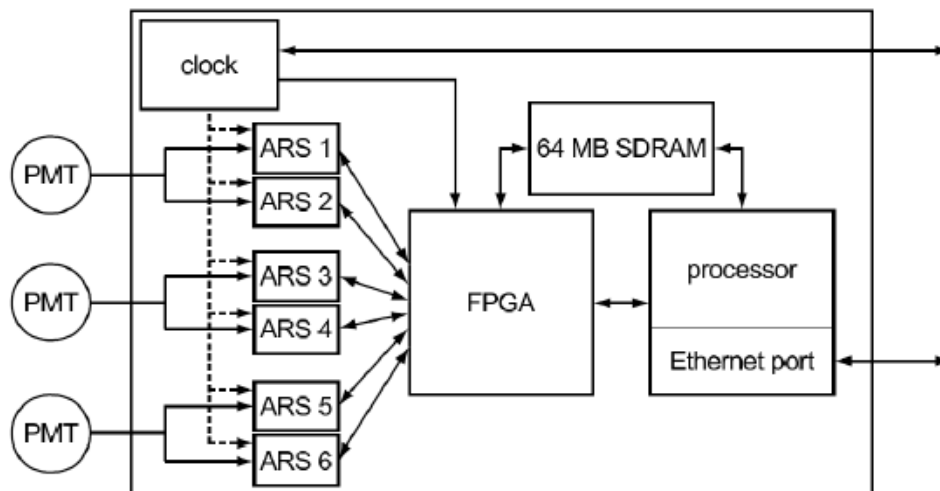 clock
PMT
ARS 1
ARS 2
64 MB SDRAM
PMT
ARS 3
ARS 4
FPGA
processor
Ethernet port
PMT
ARS 5
ARS 6